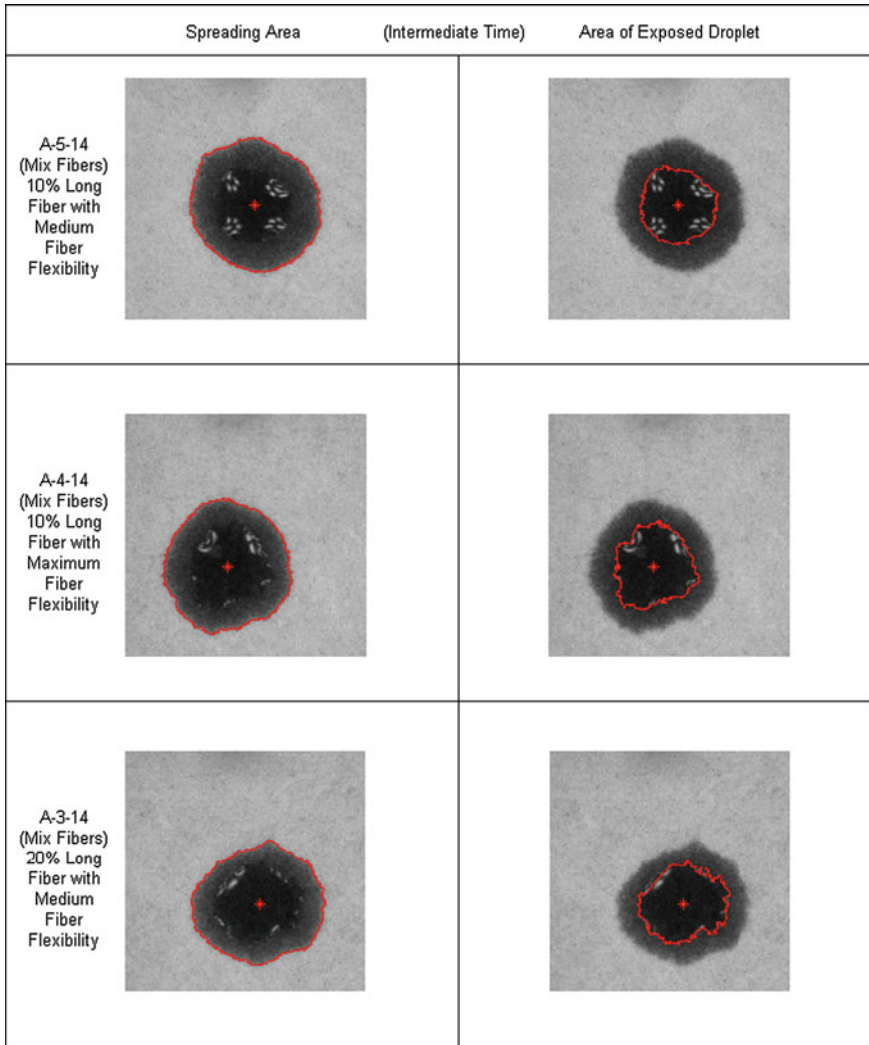 Spreading Area (Intermediate Time) Area of Exposed Droplet
A-5-14
(Mix Fibers)
10% Long
Fiber with
Medium
Fiber
Flexibility
A-4-14
(Mix Fibers)
10% Long
Fiber with
Maximum
Fiber
Flexibility
A-3-14
(Mix Fibers)
20% Long
Fiber with
Medium
Fiber
Flexibility